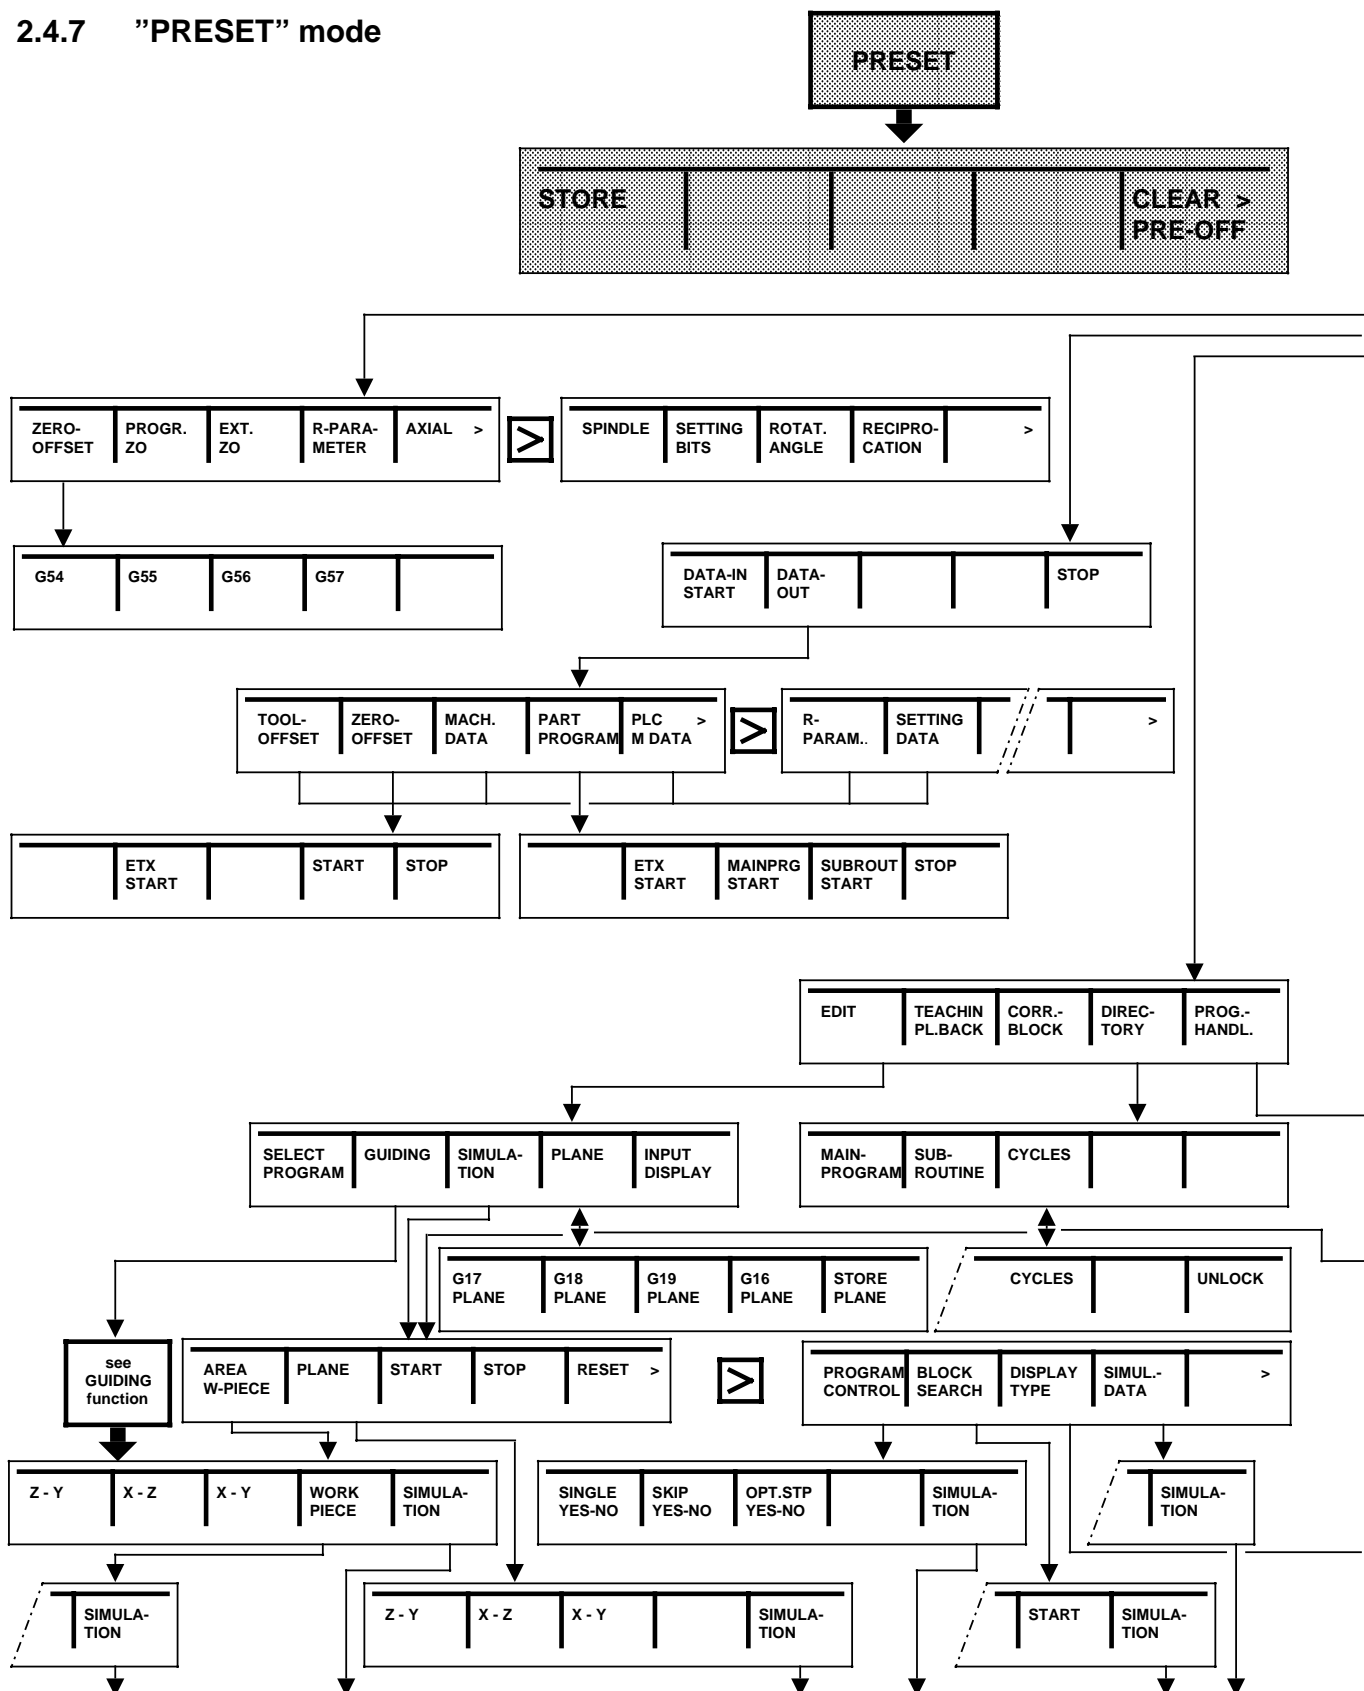 2.4.7 ”PRESET” mode
PRESET
STORE
CLEAR >
PRE-OFF
ZERO-
OFFSET
PROGR.
ZO
EXT.
ZO
R-PARA-
METER
AXIAL >
>
SPINDLE
SETTING
BITS
ROTAT.
ANGLE
RECIPRO-
CATION
>
G54
G55
G56
G57
DATA-IN
START
DATA-
OUT
STOP
TOOL-
OFFSET
ZERO-
OFFSET
MACH.
DATA
PART
PROGRAM
PLC >
M DATA
>
R-
PARAM..
SETTING
DATA
>
ETX
START
START
STOP
ETX
START
MAINPRG
START
SUBROUT
START
STOP
EDIT
TEACHIN
PL.BACK
CORR.-
BLOCK
DIREC-
TORY
PROG.-
HANDL.
SELECT
PROGRAM
GUIDING
SIMULA-
TION
PLANE
INPUT
DISPLAY
MAIN-
PROGRAM
SUB-
ROUTINE
CYCLES
G17
PLANE
G18
PLANE
G19
PLANE
G16
PLANE
STORE
PLANE
CYCLES
UNLOCK
see
GUIDING
function
AREA
W-PIECE
PLANE
START
STOP
RESET >
>
PROGRAM
CONTROL
BLOCK
SEARCH
DISPLAY
TYPE
SIMUL.-
DATA
>
Z - Y
X - Z
X - Y
WORK
PIECE
SIMULA-
TION
SINGLE
YES-NO
SKIP
YES-NO
OPT.STP
YES-NO
SIMULA-
TION
SIMULA-
TION
SIMULA-
TION
Z - Y
X - Z
X - Y
SIMULA-
TION
START
SIMULA-
TION